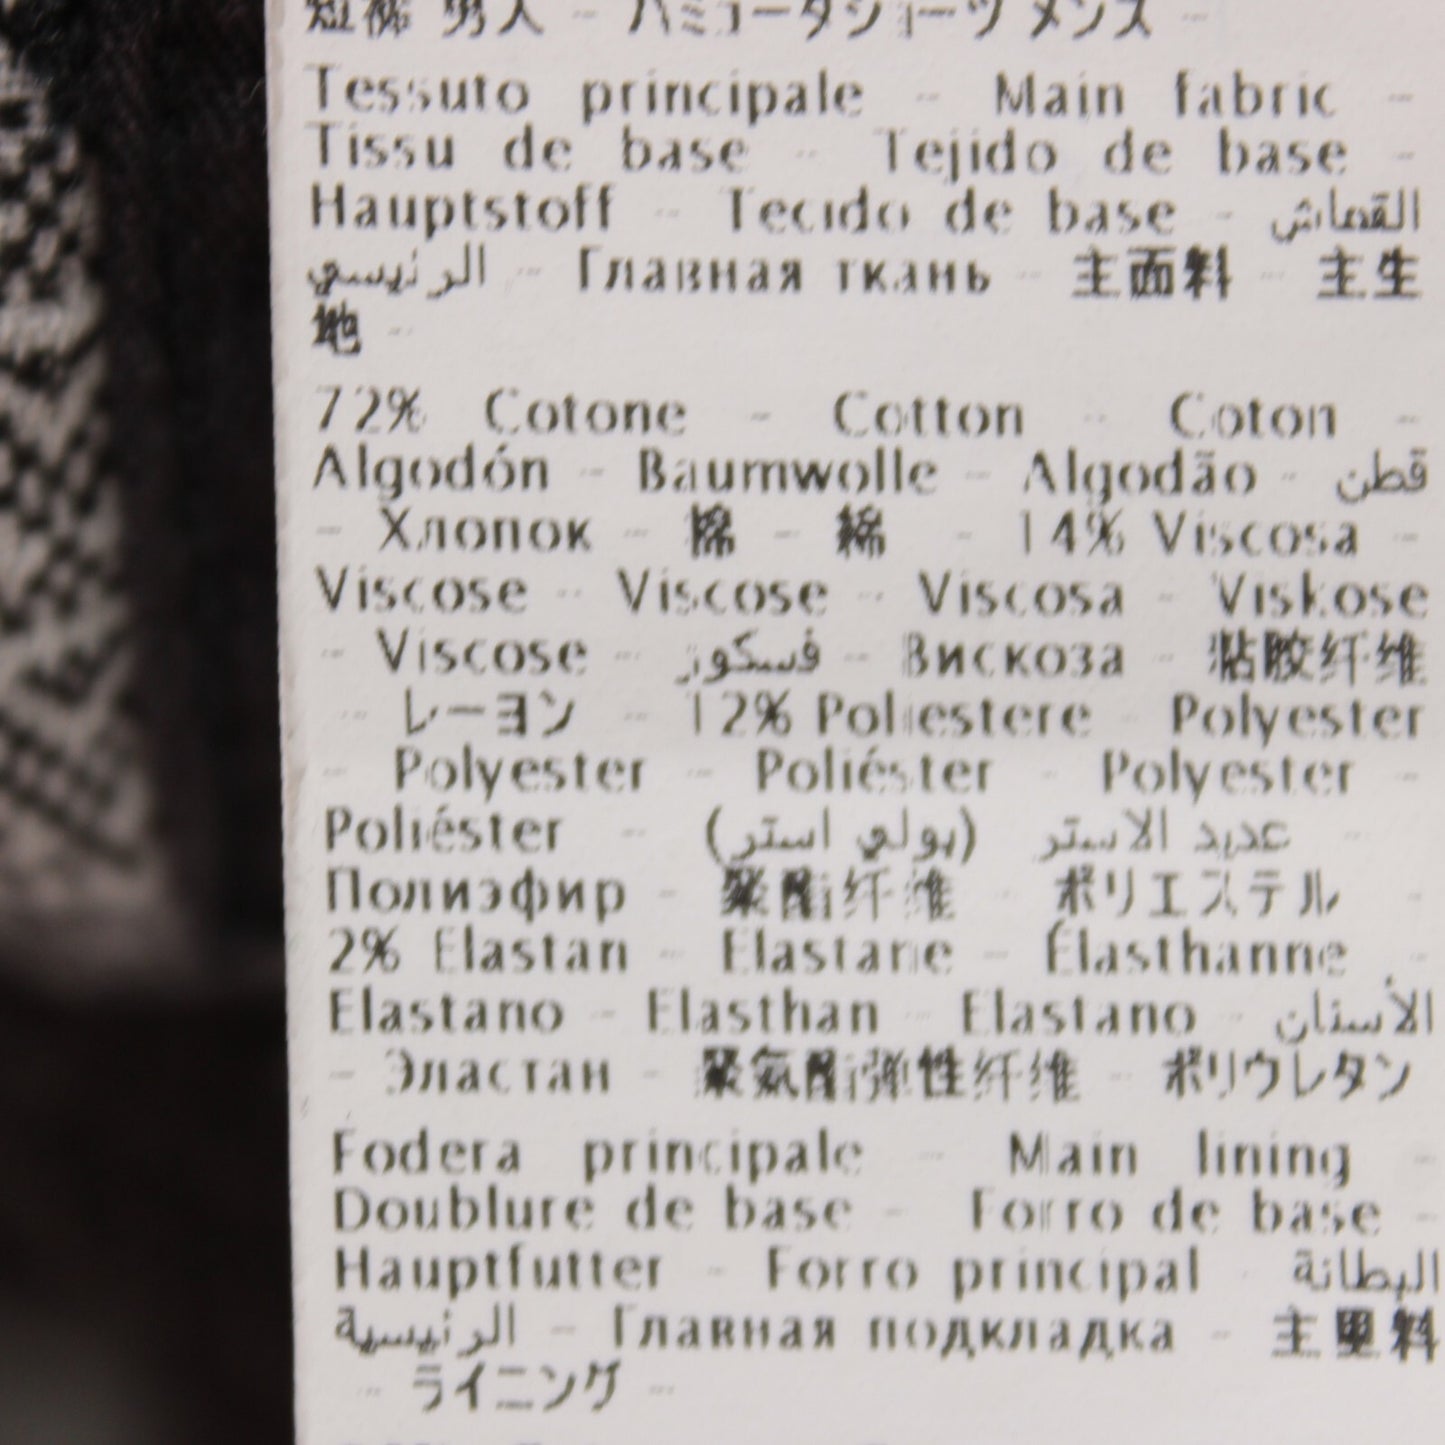 短裤 男人 - バミューダショーツ メンズ -
Tessuto principale - Main fabric -
Tissu de base - Tejido de base -
Hauptstoff - Tecido de base - القماش
الرئيسي - Главная ткань - 主面料 - 主生
地 -
72% Cotone - Cotton - Coton -
Algodón - Baumwolle - Algodão - قطن
- Хлопок - 棉 - 綿 - 14% Viscosa -
Viscose - Viscose - Viscosa - Viskose
- Viscose - فسكوز - Вискоза - 粘胶纤维
- レーヨン - 12% Poliestere - Polyester
- Polyester - Poliéster - Polyester -
Poliéster - عديد الاستر (بولي استر) -
Полиэфир - 聚酯纤维 - ポリエステル -
2% Elastan - Elastane - Élasthanne -
Elastano - Elasthan - Elastano - الأستان
- Эластан - 聚氨酯弹性纤维 - ポリウレタン
Fodera principale - Main lining -
Doublure de base - Forro de base -
Hauptfutter - Forro principal - البطانة
الرئيسية - Главная подкладка - 主里料
- ライニング -